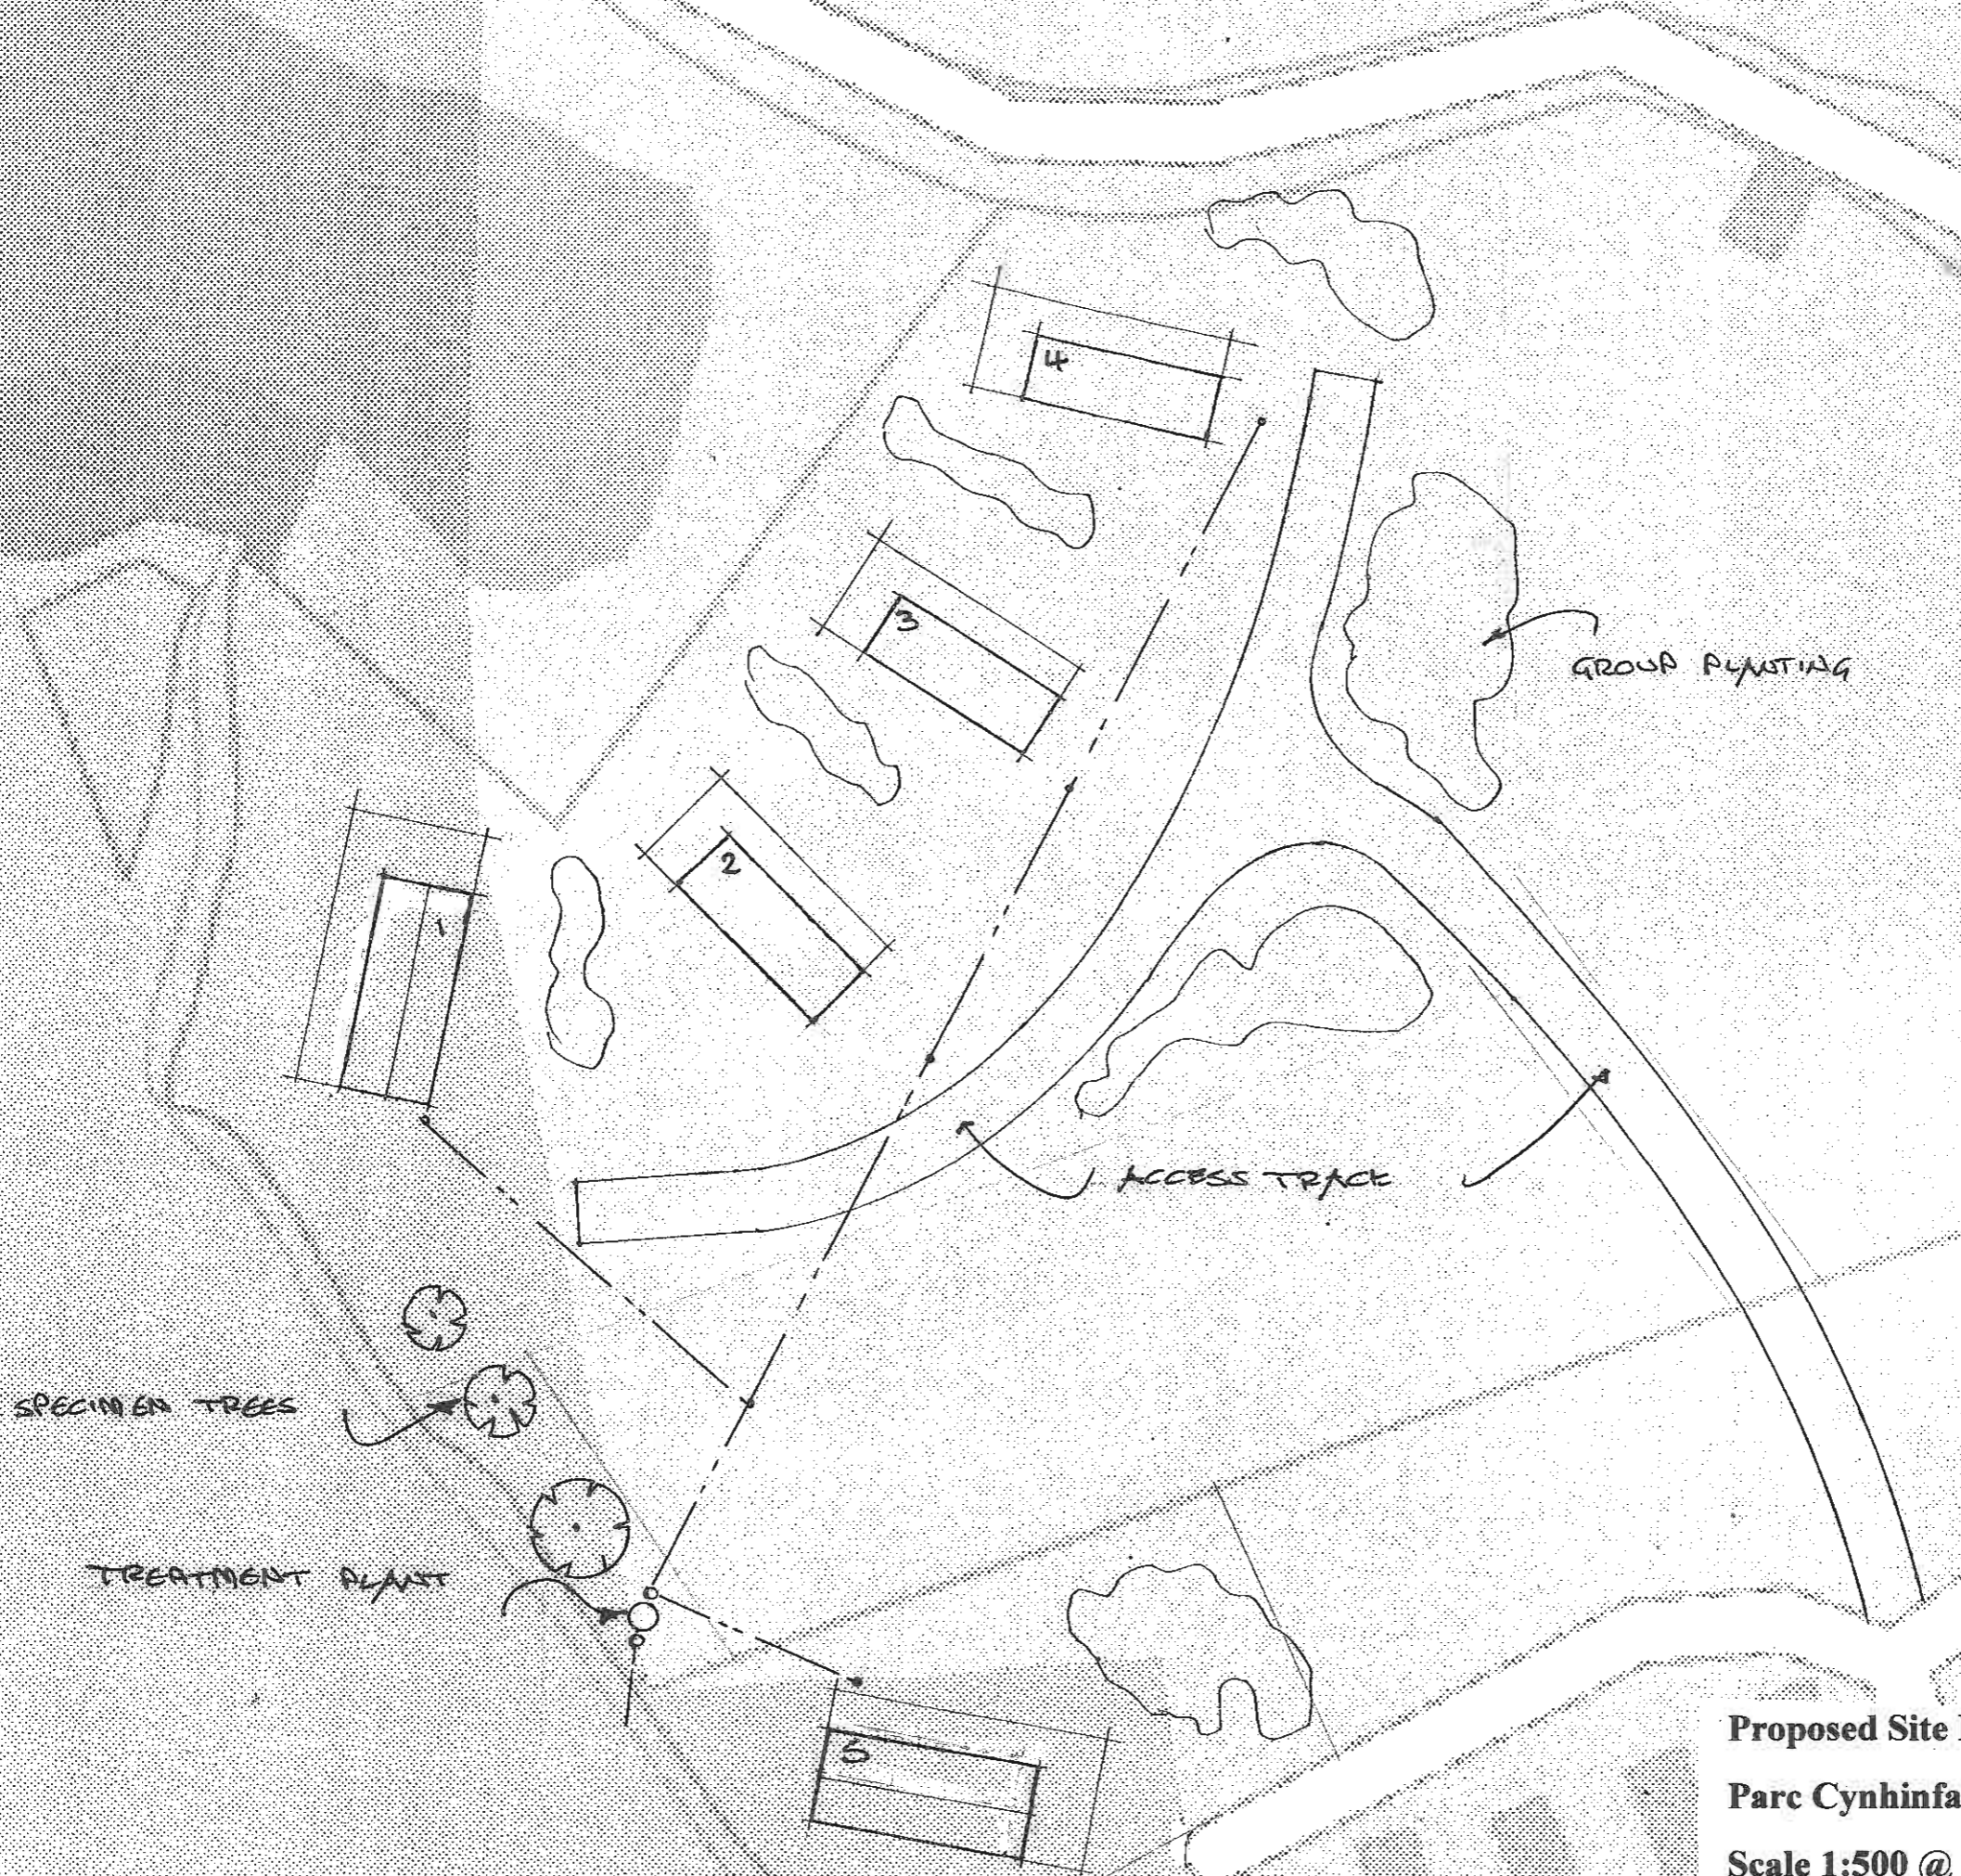 4
3
GROUP PLANTING
2
1
ACCESS TRACK
SPECIMEN TREES
TREATMENT PLANT
5
Proposed Site
Parc Cynhinfa
Scale 1:500 @